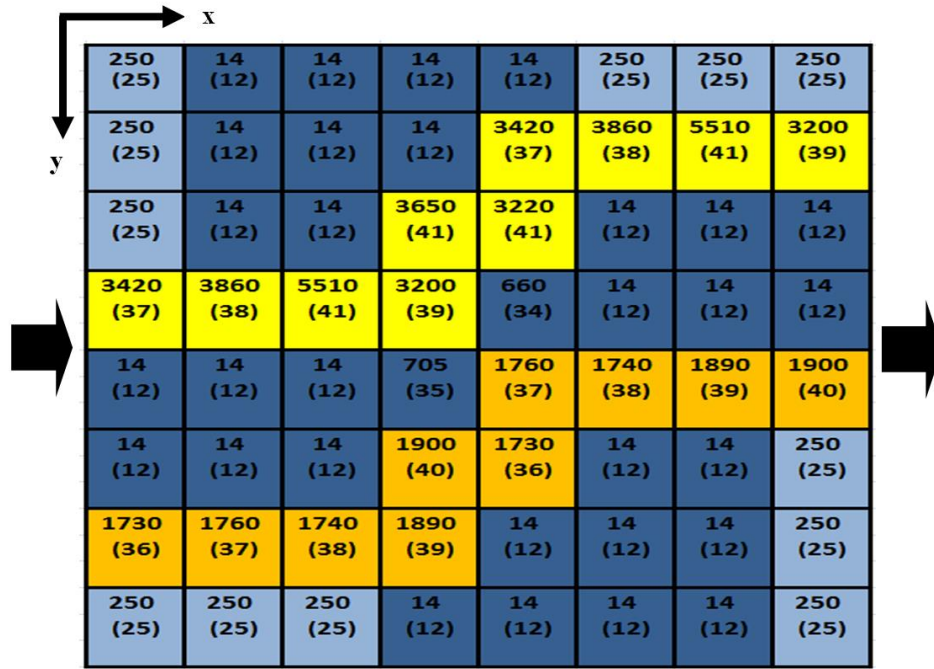 x
y
250 14 14 14 14 250 250 250
(25) (12) (12) (12) (12) (25) (25) (25)
250 14 14 14 3420 3860 5510 3200
(25) (12) (12) (12) (37) (38) (41) (39)
250 14 14 3650 3220 14 14 14
(25) (12) (12) (41) (41) (12) (12) (12)
3420 3860 5510 3200 660 14 14 14
(37) (38) (41) (39) (34) (12) (12) (12)
14 14 14 705 1760 1740 1890 1900
(12) (12) (12) (35) (37) (38) (39) (40)
14 14 14 1900 1730 14 14 250
(12) (12) (12) (40) (36) (12) (12) (25)
1730 1760 1740 1890 14 14 14 250
(36) (37) (38) (39) (12) (12) (12) (25)
250 250 250 14 14 14 14 250
(25) (25) (25) (12) (12) (12) (12) (25)